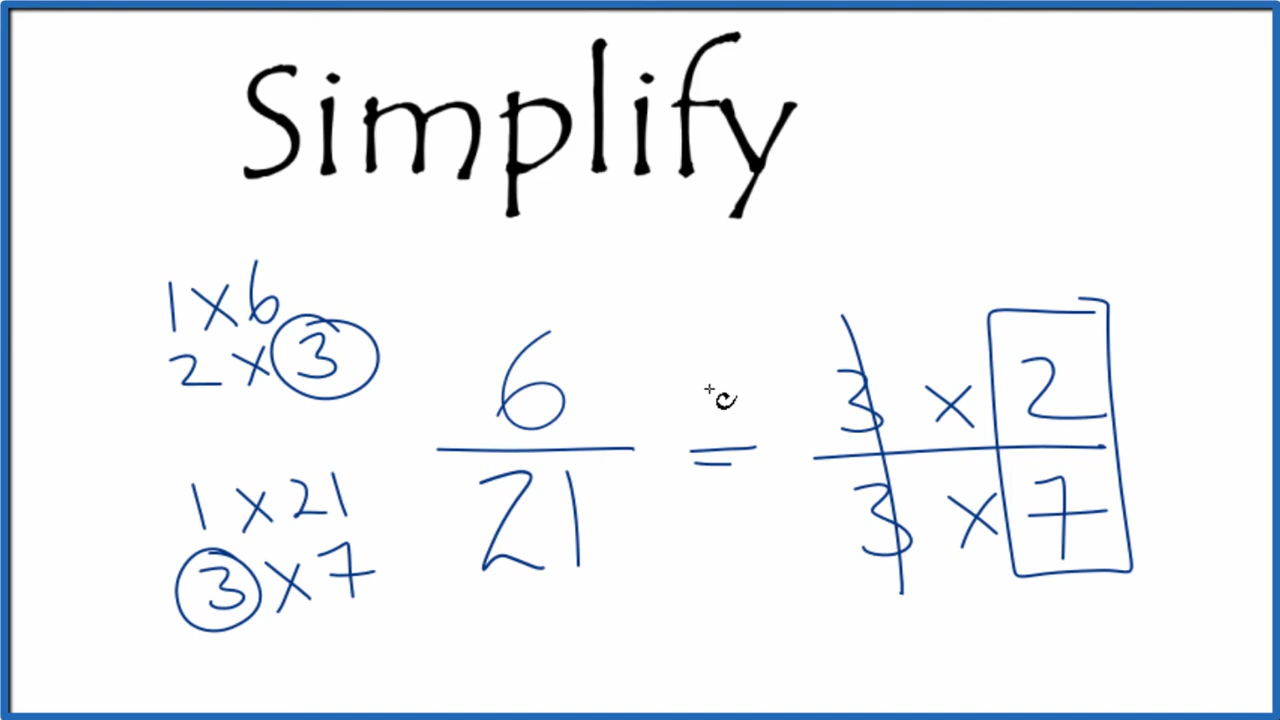 Simplify
1 x 6
2 x 3
1 x 21
3 x 7
6
21
=
3 x 2
3 x 7